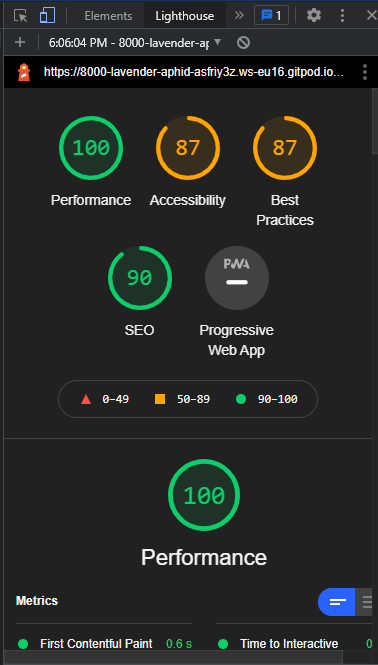 Elements
Lighthouse
»
1
6:06:04 PM - 8000-lavender-ap
https://8000-lavender-aphid-asfriy3z.ws-eu16.gitpod.io...
100
87
87
Performance
Accessibility
Best
Practices
90
PWA
SEO
Progressive
Web App
0–49
50–89
90–100
100
Performance
Metrics
First Contentful Paint
0.6 s
Time to Interactive
0